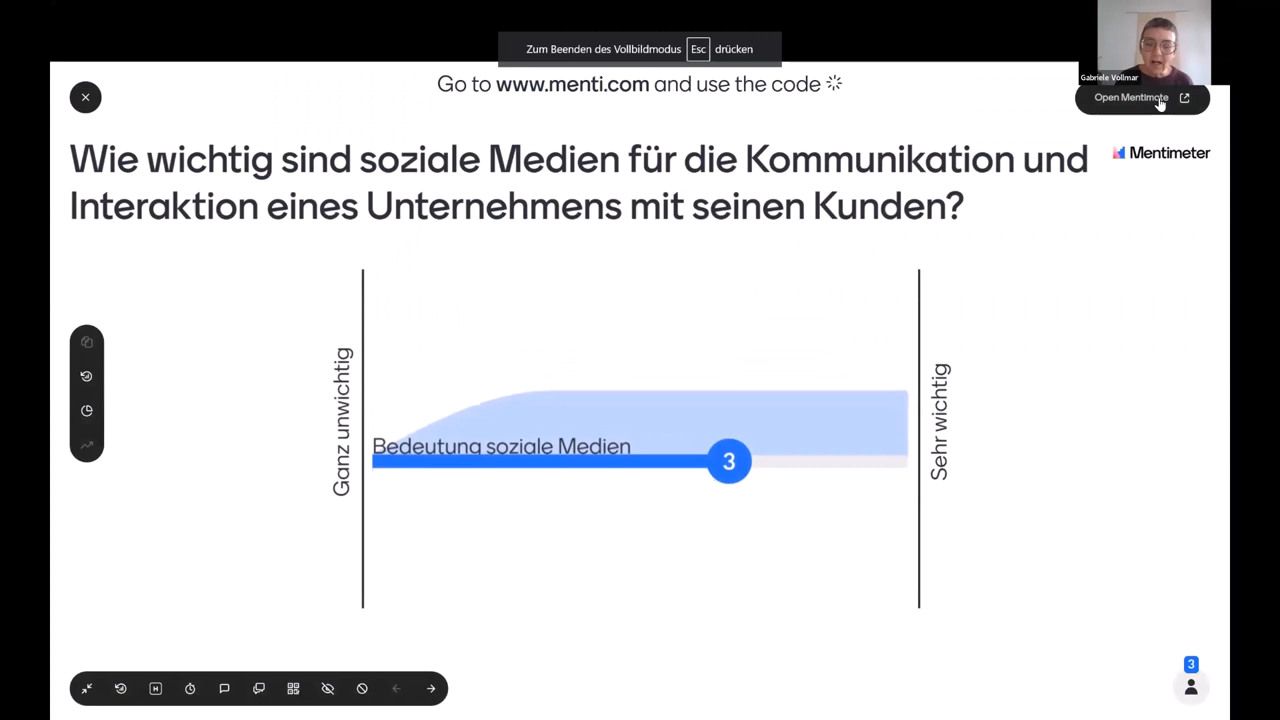 Zum Beenden des Vollbildmodus Esc drücken
Gabriele Vollmar
Go to www.menti.com and use the code
Open Mentimote
Wie wichtig sind soziale Medien für die Kommunikation und
Interaktion eines Unternehmens mit seinen Kunden?
Mentimeter
Ganz unwichtig
Bedeutung soziale Medien
3
Sehr wichtig
H
3